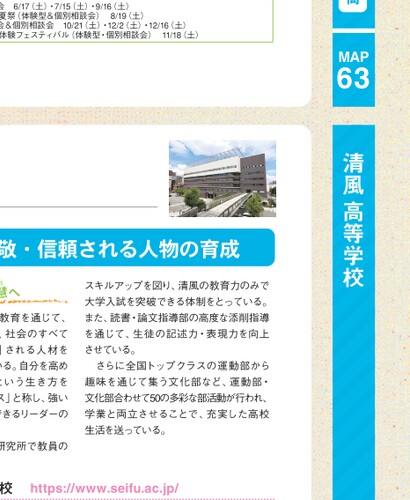 会　6/17（土）・7/15（土）・9/16（土）
夏祭（体験型&個別相談会）　8/19（土）
会&個別相談会　10/21（土）・12/2（土）・12/16（土）
体験フェスティバル（体験型・個別相談会）　11/18（土）
MAP
63
清風高等学校
敬・信頼される人物の育成
へ
教育を通じて、
、社会のすべて
される人材を
いる。自分を高め
という生き方を
ス」と称し、強い
できるリーダーの
研究所で教員の
スキルアップを図り、清風の教育力のみで
大学入試を突破できる体制をとっている。
また、読書・論文指導部の高度な添削指導
を通じて、生徒の記述力・表現力を向上
させている。
　さらに全国トップクラスの運動部から
趣味を通じて集う文化部など、運動部・
文化部合わせて50の多彩な部活動が行われ、
学業と両立させることで、充実した高校
生活を送っている。
校　https://www.seifu.ac.jp/